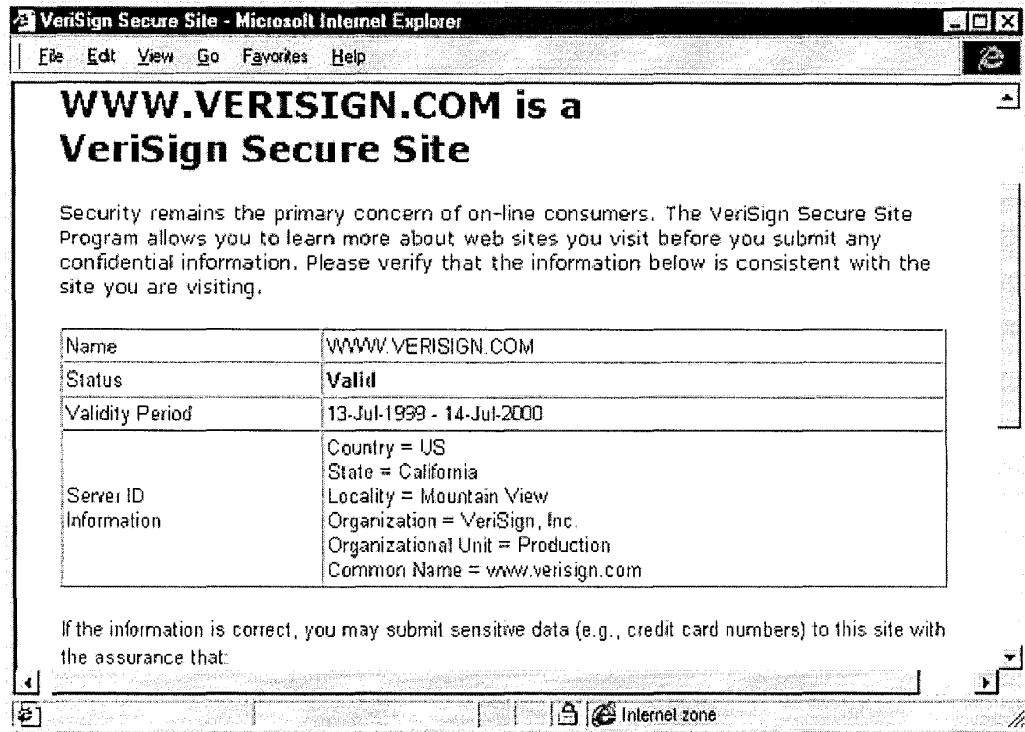 VeriSign Secure Site - Microsoft Internet Explorer
File Edit View Go Favorites Help
WWW.VERISIGN.COM is a
VeriSign Secure Site
Security remains the primary concern of on-line consumers. The VeriSign Secure Site
Program allows you to learn more about web sites you visit before you submit any
confidential information. Please verify that the information below is consistent with the
site you are visiting.
Name WWW.VERISIGN.COM
Status Valid
Validity Period 13-Jul-1999 - 14-Jul-2000
Server ID
Information
Country = US
State = California
Locality = Mountain View
Organization = VeriSign, Inc.
Organizational Unit = Production
Common Name = www.verisign.com
If the information is correct, you may submit sensitive data (e.g., credit card numbers) to this site with
the assurance that:
Internet zone